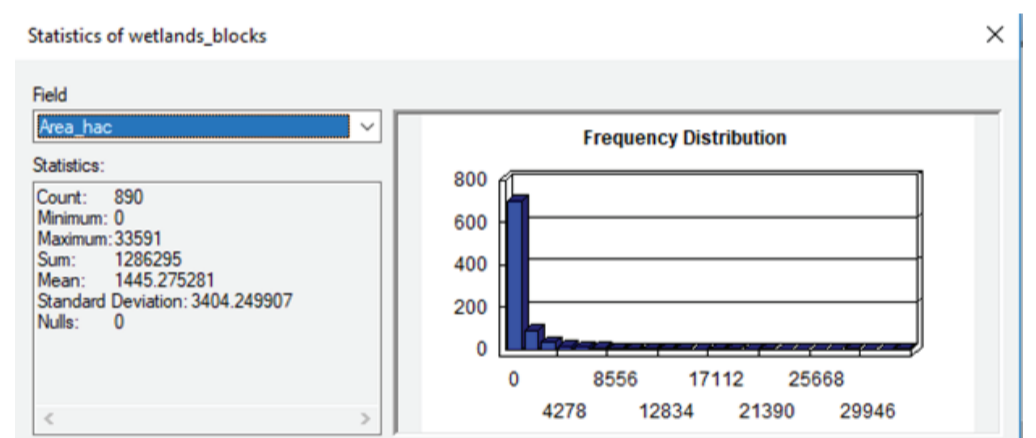 Statistics of wetlands_blocks
Field
Area_hac
Statistics:
Count: 890
Minimum: 0
Maximum: 33591
Sum: 1286295
Mean: 1445.275281
Standard Deviation: 3404.249907
Nulls: 0
Frequency Distribution
800
600
400
200
0
0 8556 17112 25668
4278 12834 21390 29946